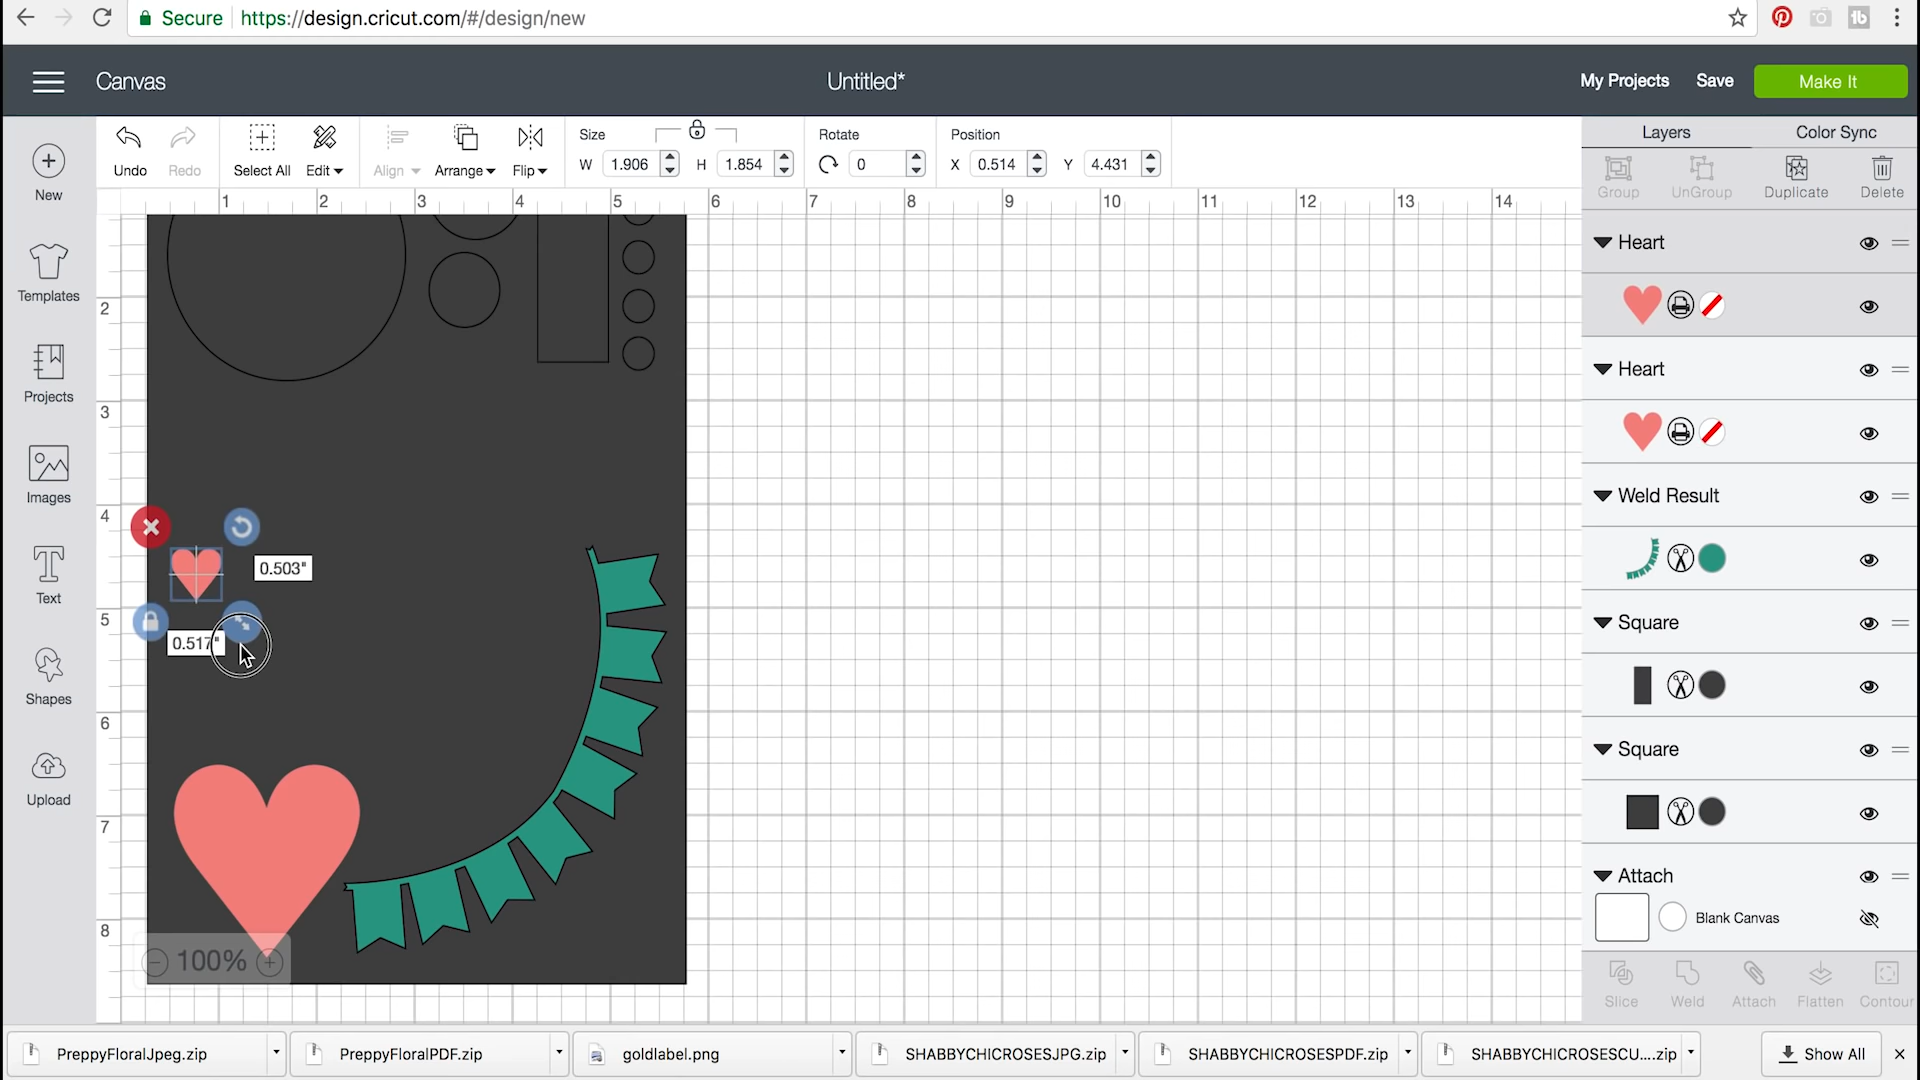 Secure https://design.cricut.com/#/design/new
Canvas
Untitled*
My Projects Save Make It
Undo Redo Select All Edit Align Arrange Flip
Size
W 1.906 H 1.854
Rotate
0
Position
X 0.514 Y 4.431
Layers Color Sync
Group UnGroup Duplicate Delete
New
Templates
Projects
Images
Text
Shapes
Upload
1 2 3 4 5 6 7 8 9 10 11 12 13 14
2
3
4
5
6
7
8
0.503"
0.517"
100%
Heart
Heart
Weld Result
Square
Square
Attach
Blank Canvas
Slice Weld Attach Flatten Contour
PreppyFloralJpeg.zip PreppyFloralPDF.zip goldlabel.png SHABBYCHICROSESJPG.zip SHABBYCHICROSESPDF.zip SHABBYCHICROSESCU....zip Show All